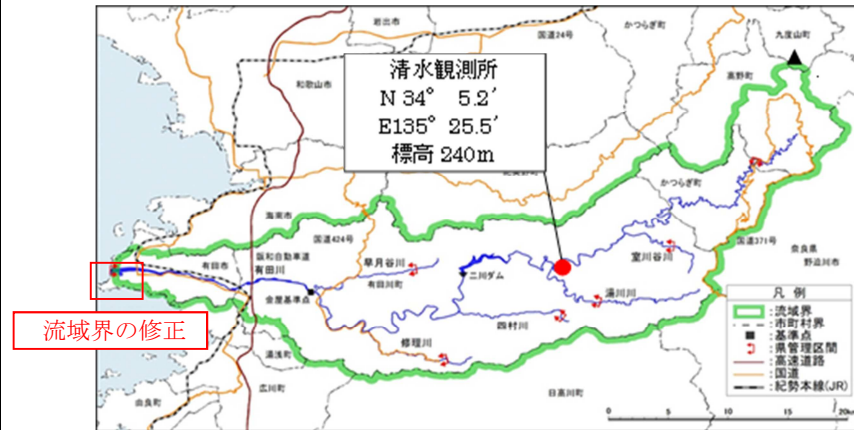 岩出市
国道24号
かつらぎ町
九度山町
和歌山市
高野町
清水観測所
N 34° 5.2′
E135° 25.5′
標高 240m
かつらぎ町
海南市
国道424号
国道371号
奈良県
野迫川市
有田市
阪和自動車道
有田川
早月谷川
有田川町
二川ダム
室川谷川
湯川川
金屋基準点
四村川
修理川
流域界の修正
湯浅町
広川町
由良町
日高川町
凡 例
:流域界
:市町村界
:基準点
:県管理区間
:高速道路
:国道
:紀勢本線(JR)
0 5 10 15 20km